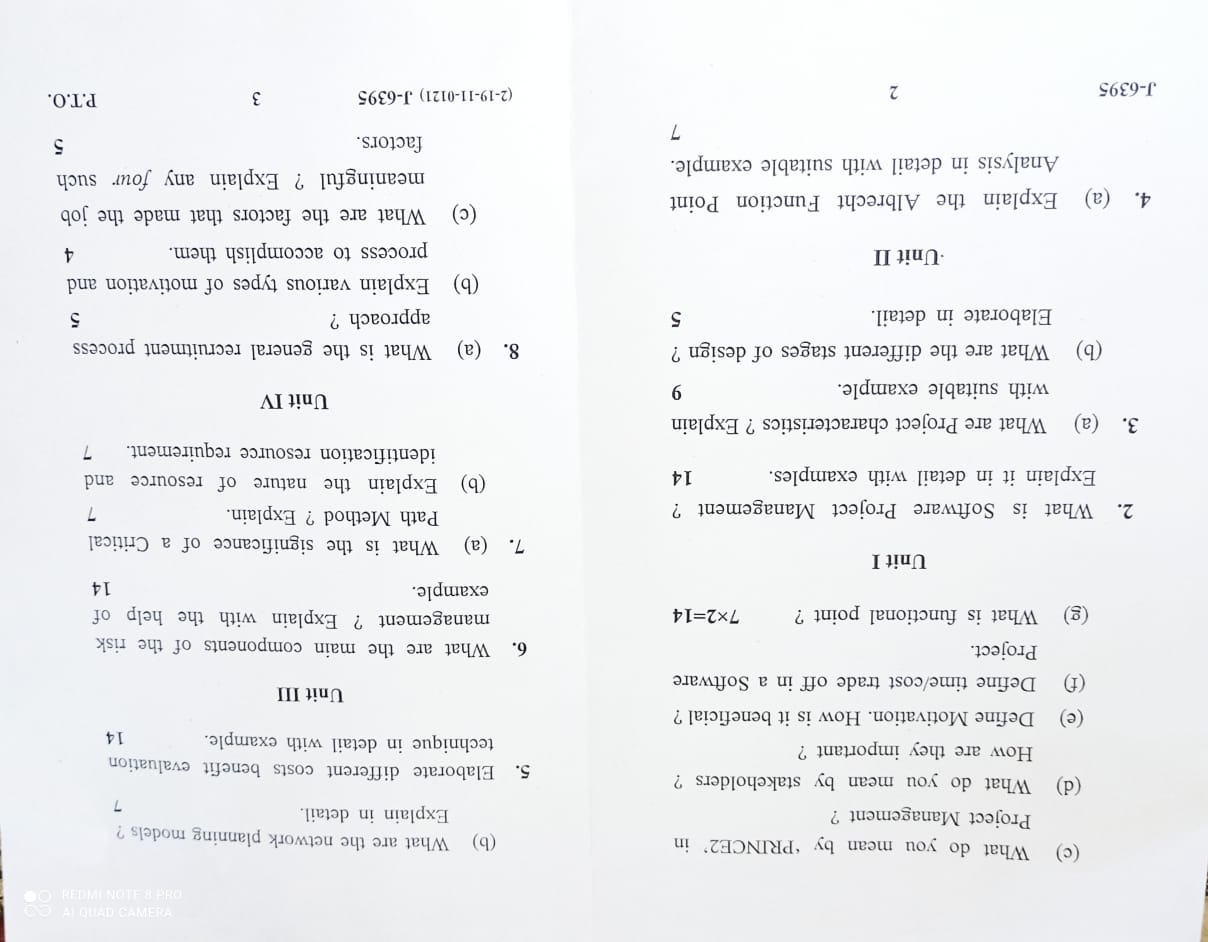 AI QUAD CAMERA
REDMI NOTE 8 PRO
(c) What do you mean by ‘PRINCE2’ in
Project Management ?
(d) What do you mean by stakeholders ?
How are they important ?
(e) Define Motivation. How is it beneficial ?
(f) Define time/cost trade off in a Software
Project.
(g) What is functional point ? 7×2=14
Unit I
2. What is Software Project Management ?
Explain it in detail with examples. 14
3. (a) What are Project characteristics ? Explain
with suitable example. 9
(b) What are the different stages of design ?
Elaborate in detail. 5
Unit II
4. (a) Explain the Albrecht Function Point
Analysis in detail with suitable example.
7
J-6395 2
(b) What are the network planning models ?
Explain in detail. 7
5. Elaborate different costs benefit evaluation
technique in detail with example. 14
Unit III
6. What are the main components of the risk
management ? Explain with the help of
example. 14
7. (a) What is the significance of a Critical
Path Method ? Explain. 7
(b) Explain the nature of resource and
identification resource requirement. 7
Unit IV
8. (a) What is the general recruitment process
approach ? 5
(b) Explain various types of motivation and
process to accomplish them. 4
(c) What are the factors that made the job
meaningful ? Explain any four such
factors. 5
(2-19-11-0121) J-6395 3 P.T.O.